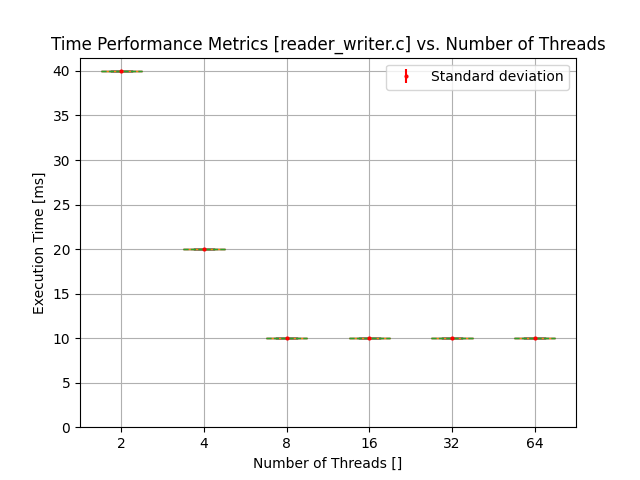 Time Performance Metrics [reader_writer.c] vs. Number of Threads
Standard deviation
Execution Time [ms]
40
35
30
25
20
15
10
5
0
2 4 8 16 32 64
Number of Threads []